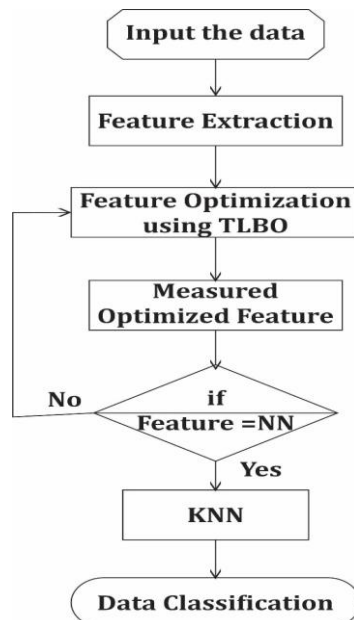 Input the data
Feature Extraction
Feature Optimization
using TLBO
Measured
Optimized Feature
No
if
Feature =NN
Yes
KNN
Data Classification